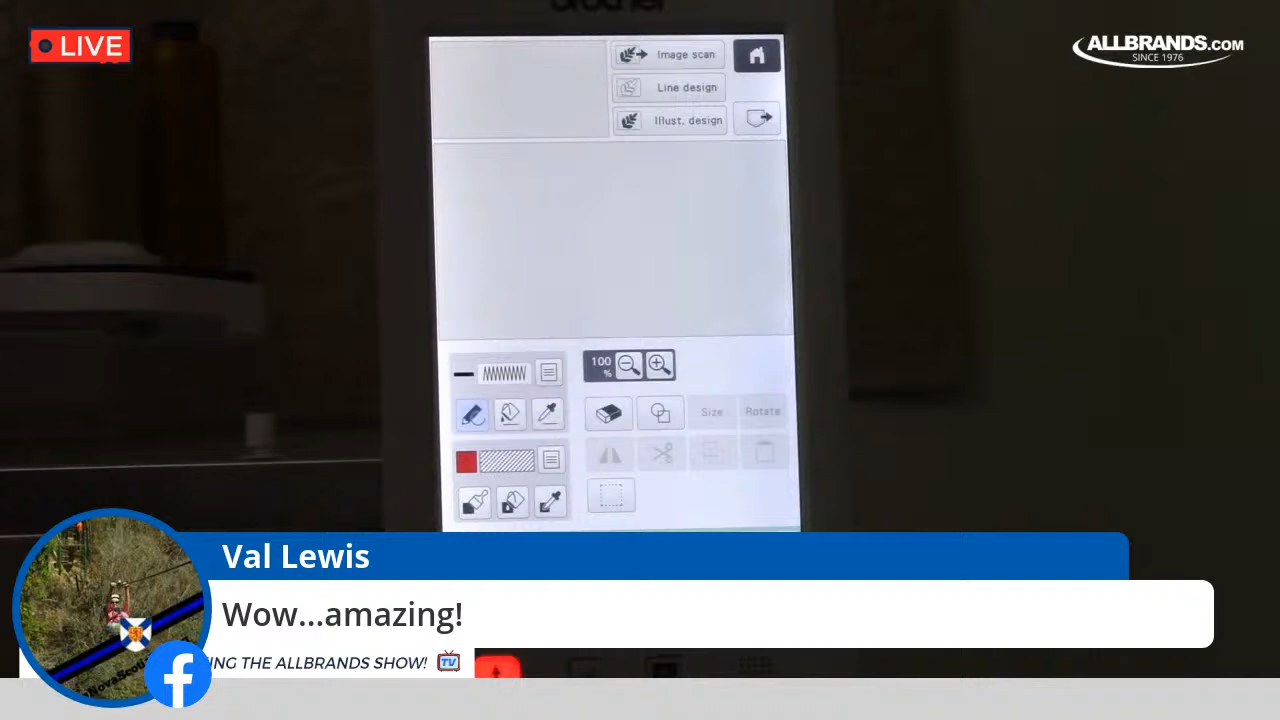 LIVE
ALLBRANDS.COM
SINCE 1976
Image scan
Line design
Illust. design
100
%
Size
Rotate
Val Lewis
Wow...amazing!
ING THE ALLBRANDS SHOW!
TV